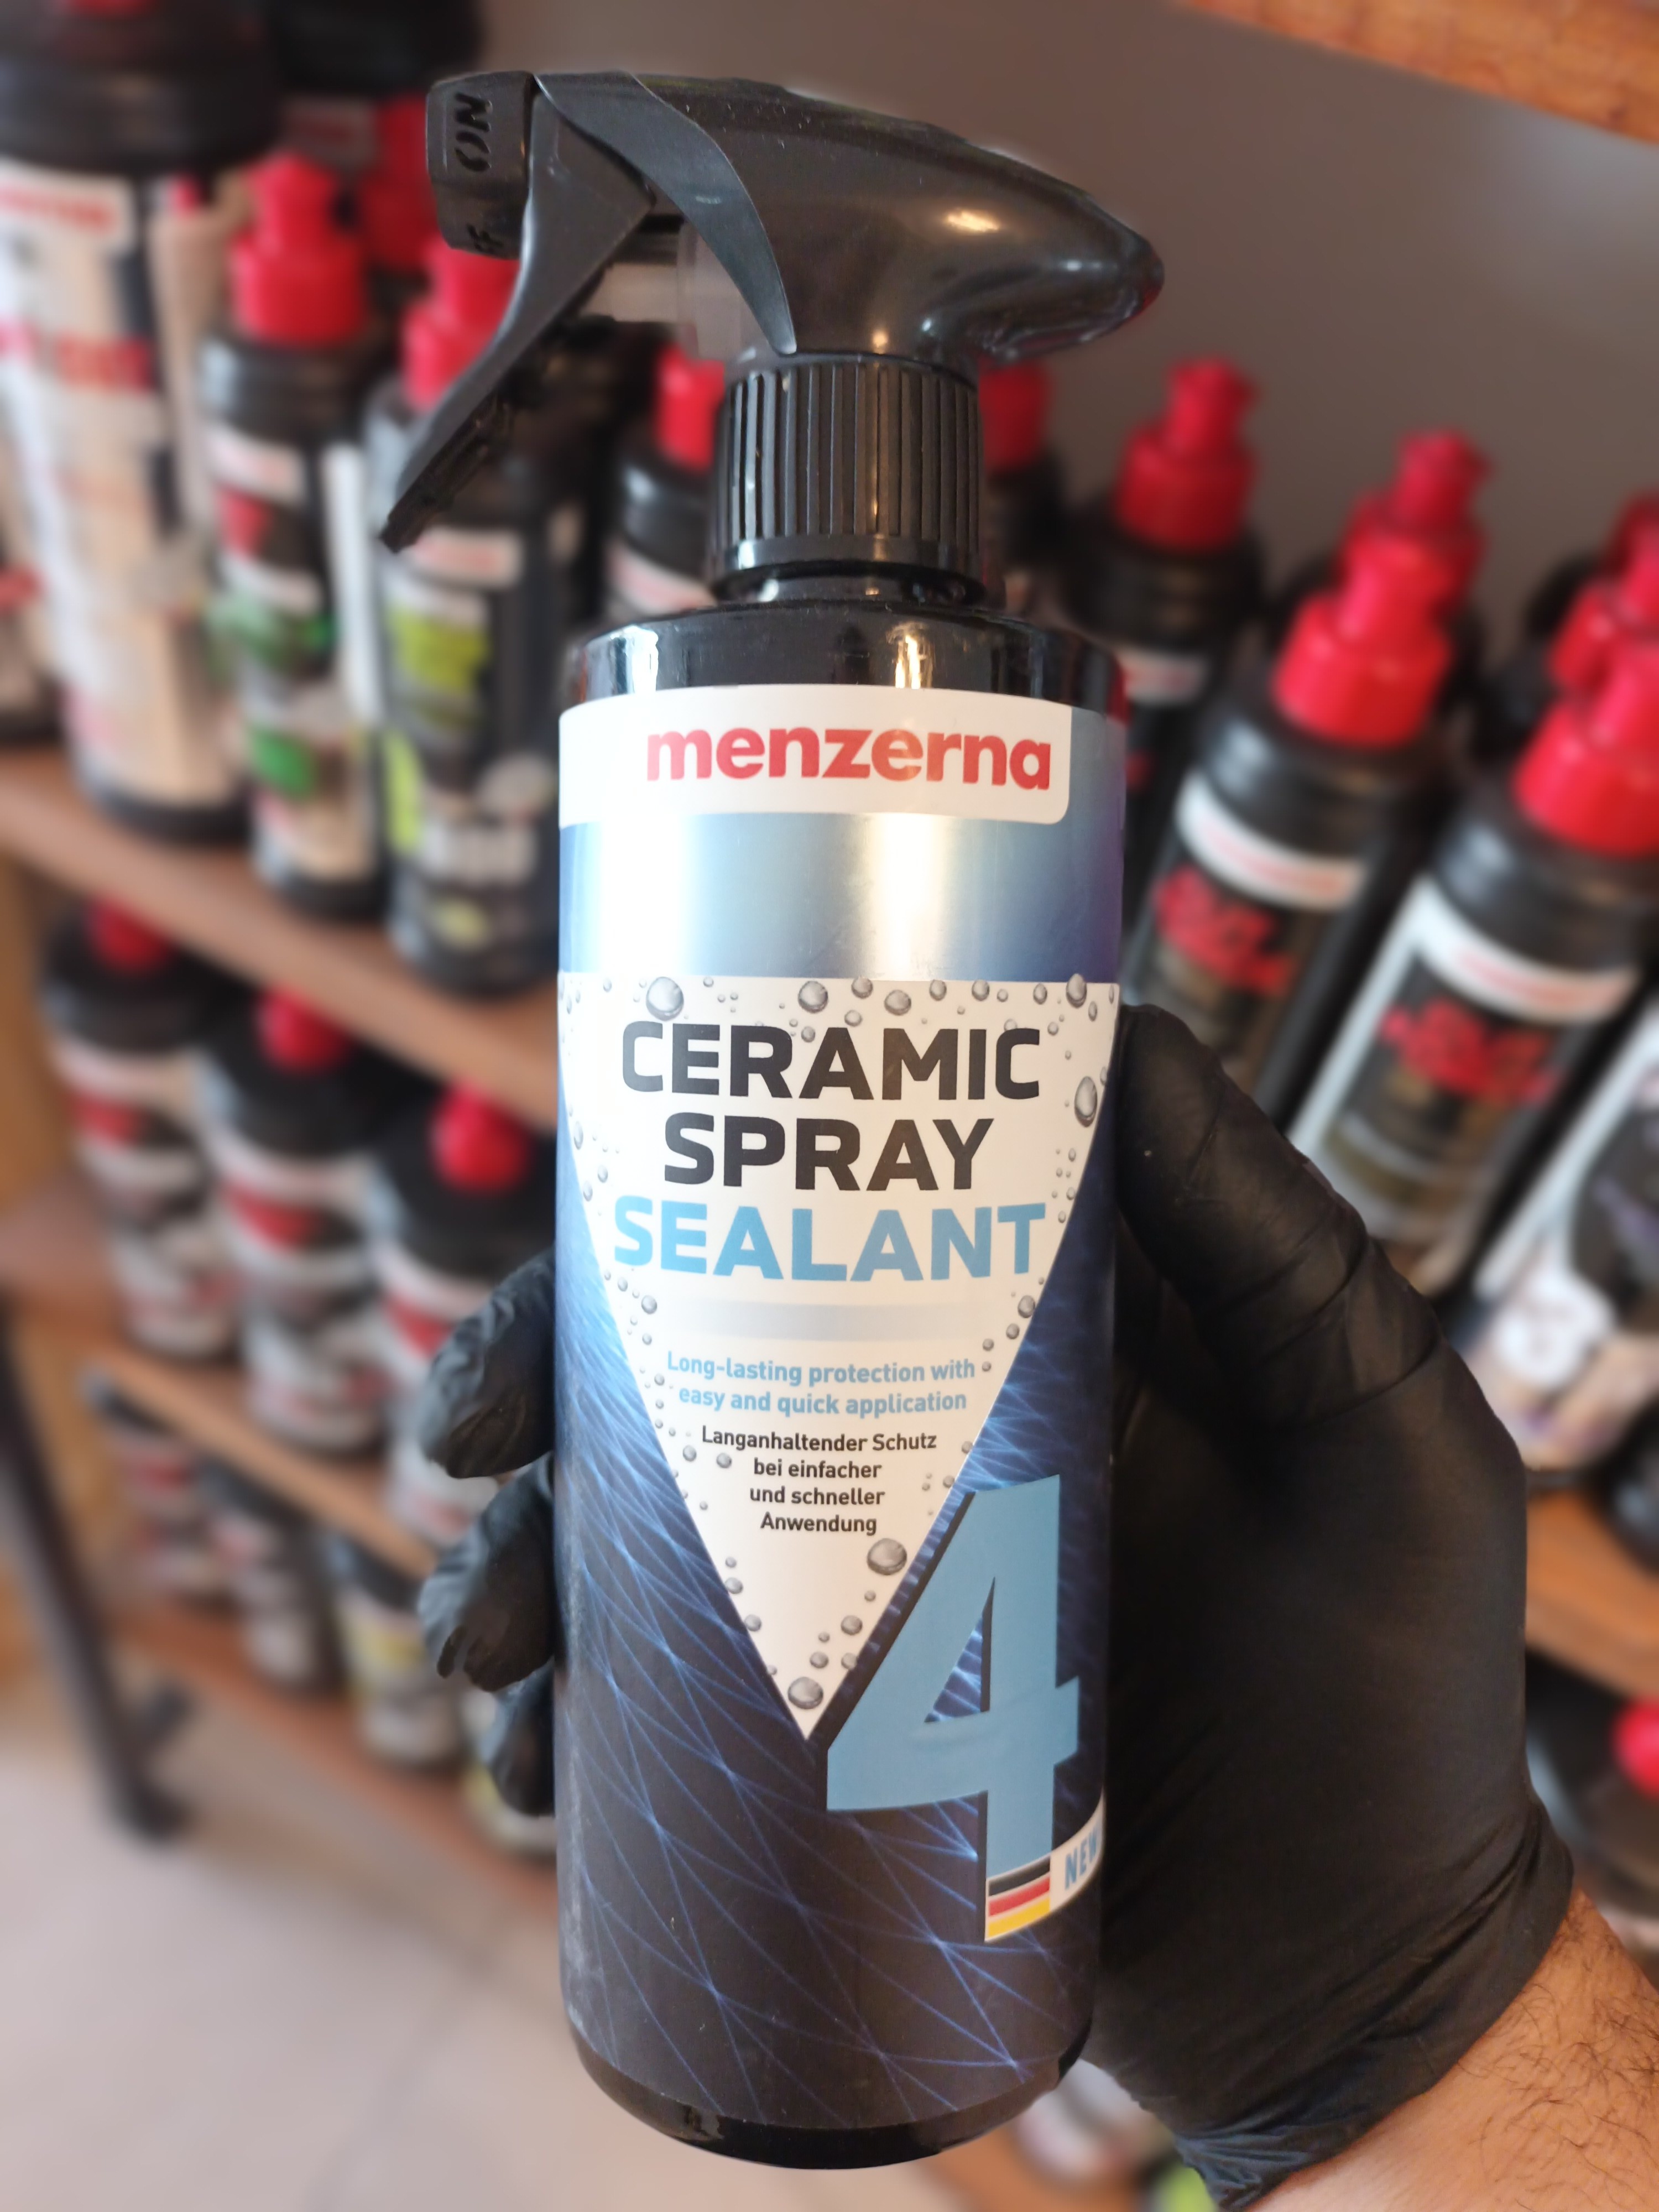 ON
menzerna
CERAMIC
SPRAY
SEALANT
Long-lasting protection with
easy and quick application
Langanhaltender Schutz
bei einfacher
und schneller
Anwendung
4
NEW